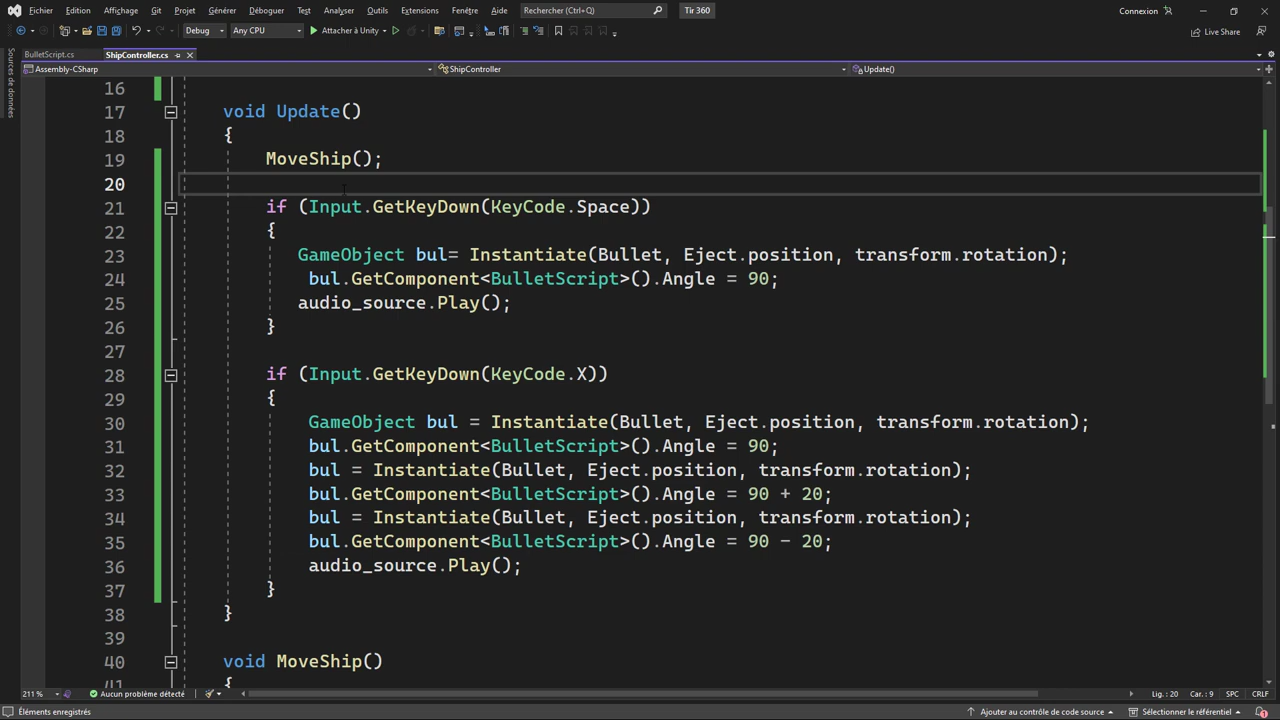 Fichier Edition Affichage Git Projet Générer Déboguer Test Analyser Outils Extensions Fenêtre Aide Rechercher (Ctrl+Q) Tir 360 Connexion
Debug Any CPU Attacher à Unity Live Share
BulletScript.cs ShipController.cs
Assembly-CSharp ShipController Update()
Sources de données
16
17 void Update()
18 {
19 MoveShip();
20
21 if (Input.GetKeyDown(KeyCode.Space))
22 {
23 GameObject bul= Instantiate(Bullet, Eject.position, transform.rotation);
24 bul.GetComponent<BulletScript>().Angle = 90;
25 audio_source.Play();
26 }
27
28 if (Input.GetKeyDown(KeyCode.X))
29 {
30 GameObject bul = Instantiate(Bullet, Eject.position, transform.rotation);
31 bul.GetComponent<BulletScript>().Angle = 90;
32 bul = Instantiate(Bullet, Eject.position, transform.rotation);
33 bul.GetComponent<BulletScript>().Angle = 90 + 20;
34 bul = Instantiate(Bullet, Eject.position, transform.rotation);
35 bul.GetComponent<BulletScript>().Angle = 90 - 20;
36 audio_source.Play();
37 }
38 }
39
40 void MoveShip()
41 {
211 % Aucun problème détecté Lig. : 20 Car. : 9 SPC CRLF
Éléments enregistrés Ajouter au contrôle de code source Sélectionner le référentiel 1